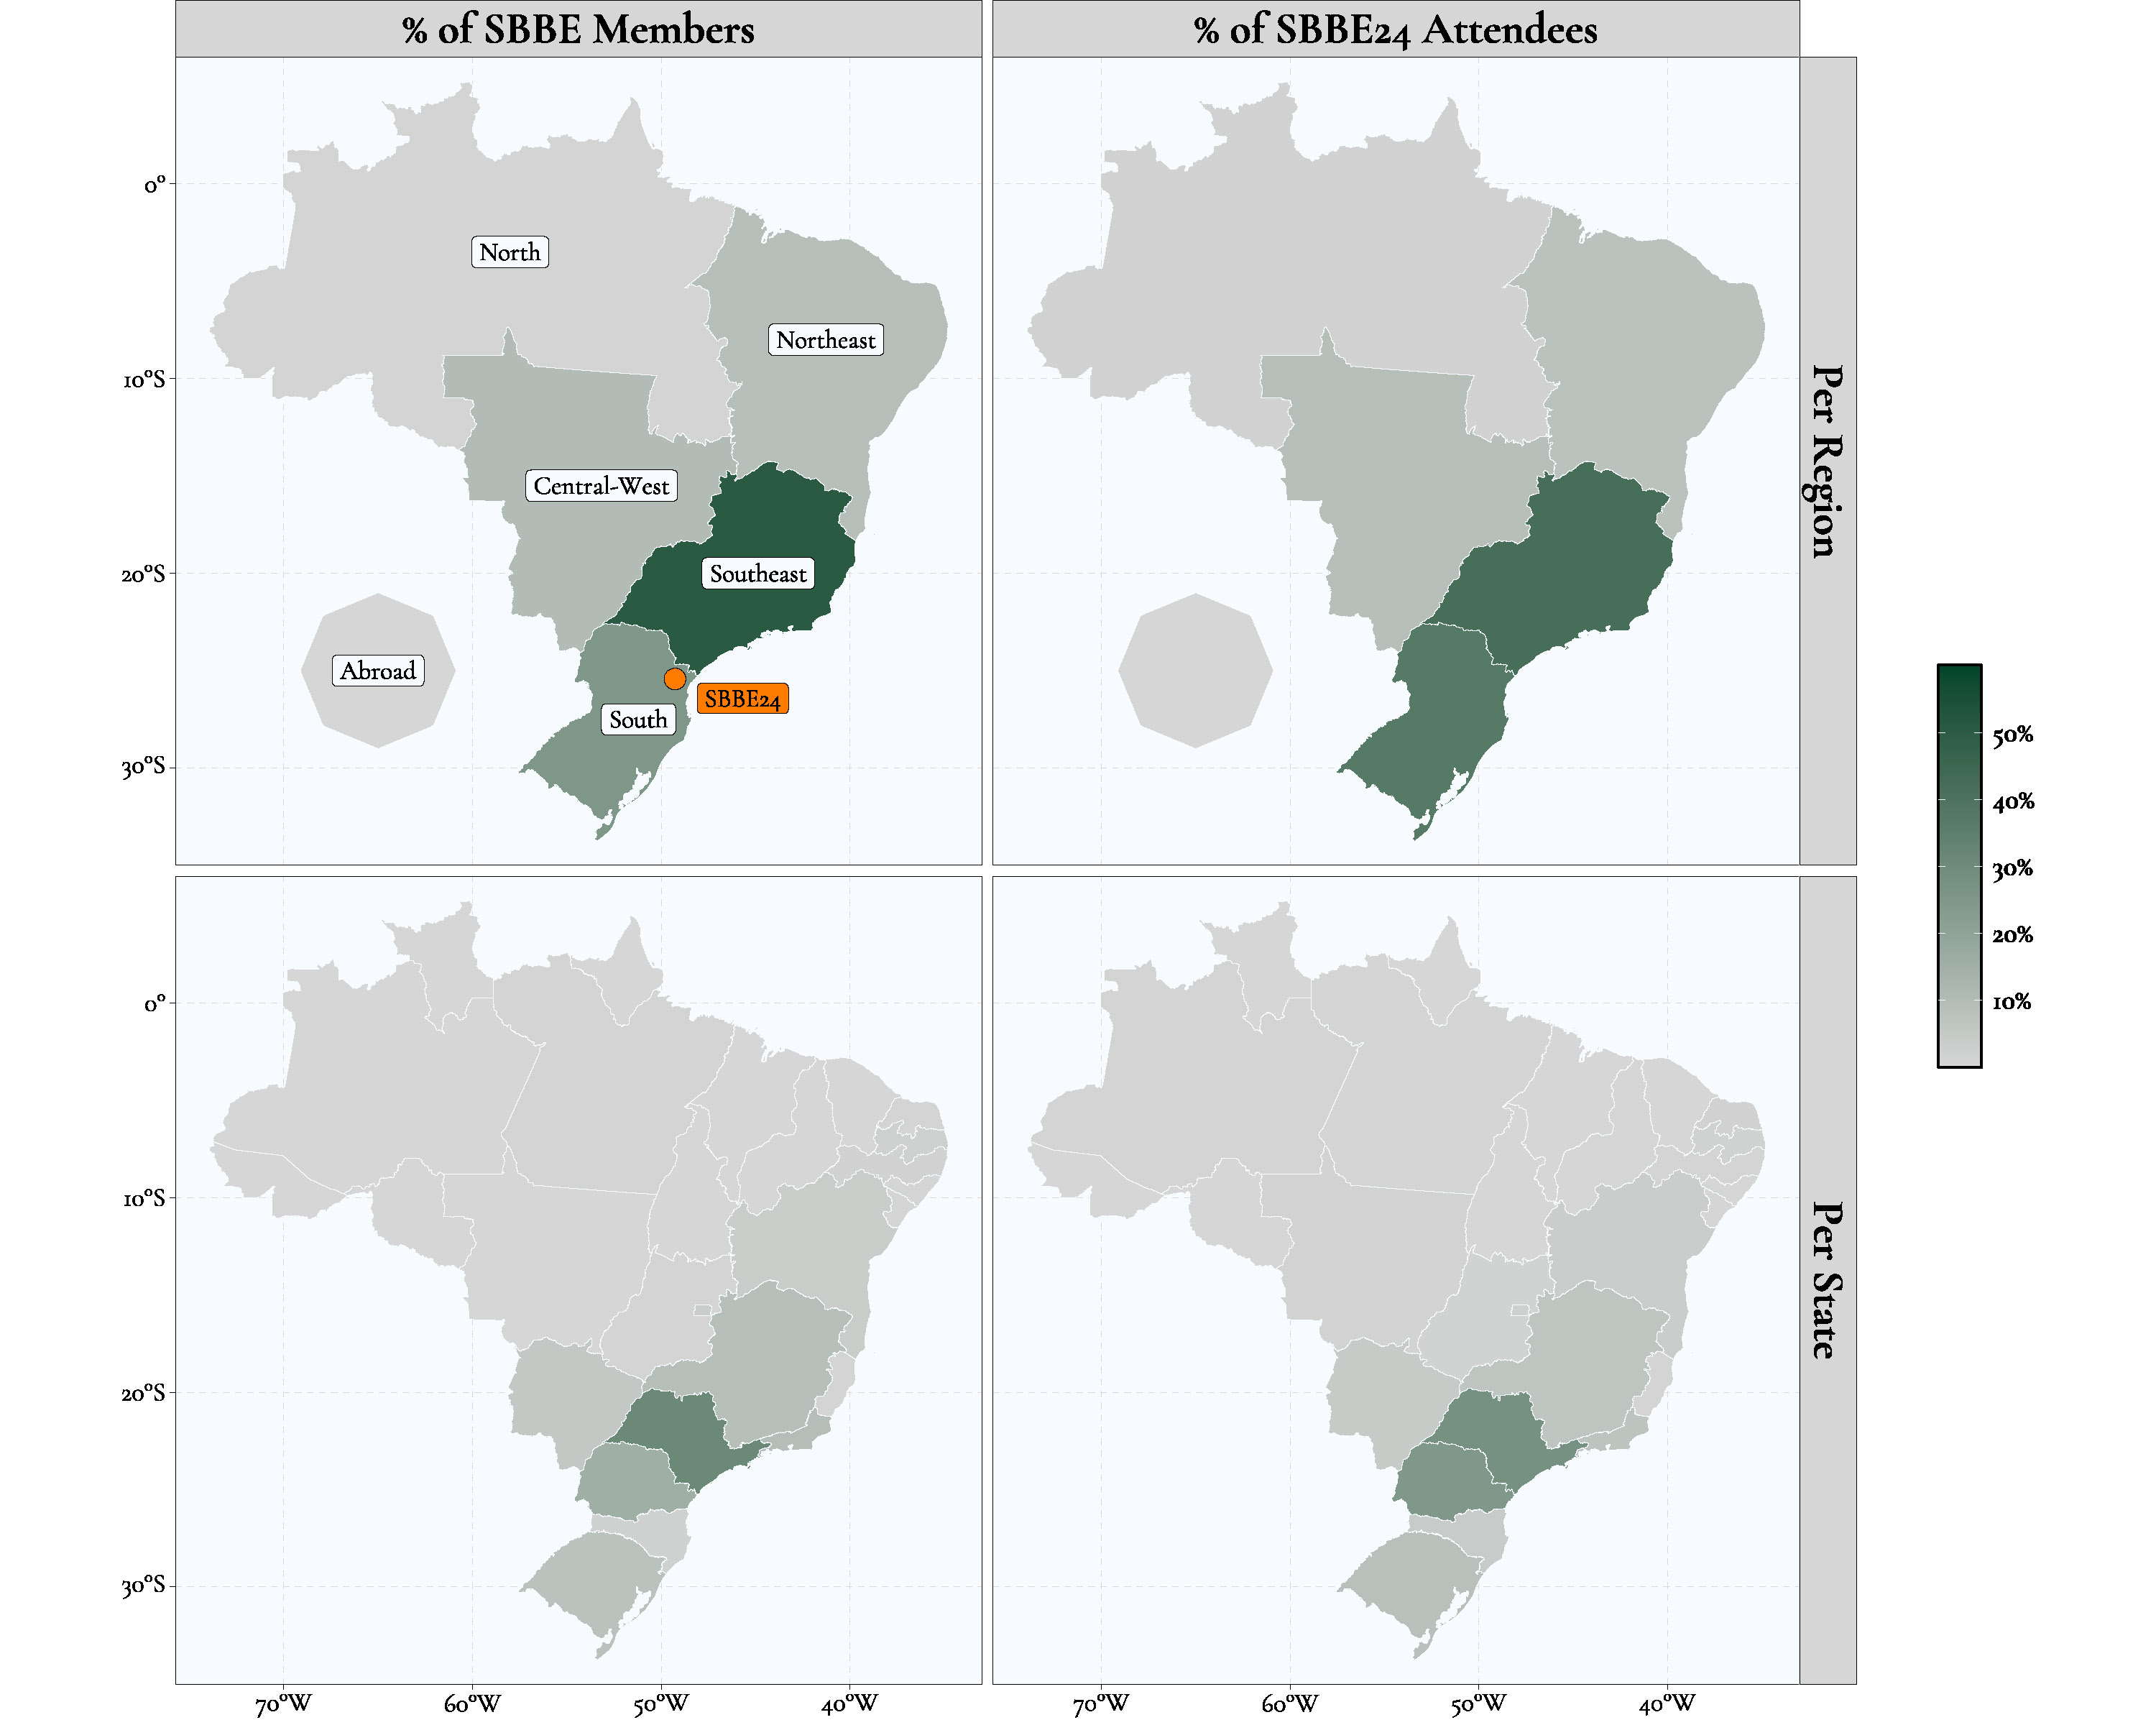 % of SBBE Members
% of SBBE24 Attendees
0°
10°S
20°S
30°S
North
Northeast
Central-West
Southeast
Abroad
SBBE24
South
Per Region
50%
40%
30%
20%
10%
0°
10°S
20°S
30°S
Per State
70°W 60°W 50°W 40°W
70°W 60°W 50°W 40°W